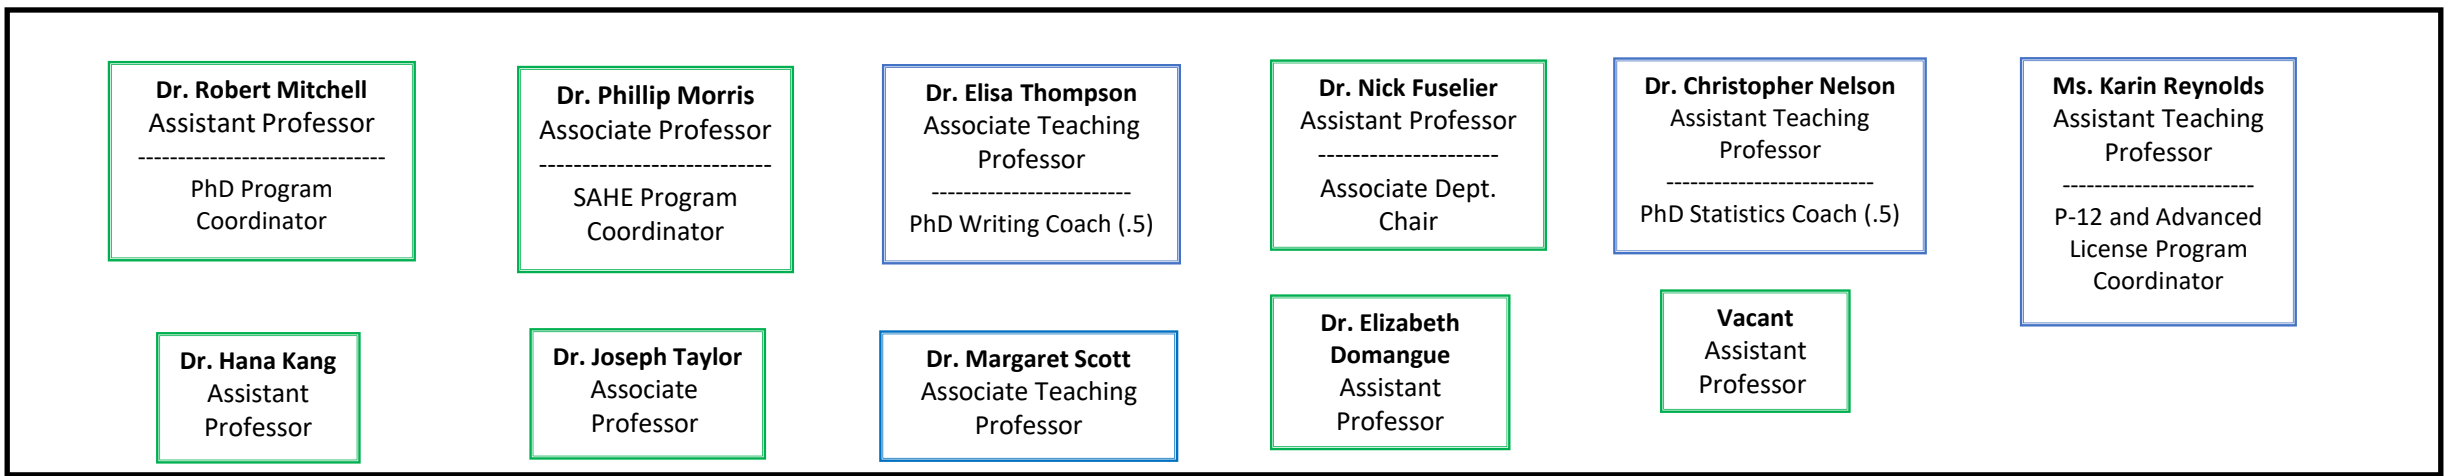 Dr. Robert Mitchell
Assistant Professor
-------------------------------
PhD Program
Coordinator
Dr. Phillip Morris
Associate Professor
---------------------------
SAHE Program
Coordinator
Dr. Elisa Thompson
Associate Teaching
Professor
-------------------------
PhD Writing Coach (.5)
Dr. Nick Fuselier
Assistant Professor
---------------------
Associate Dept.
Chair
Dr. Christopher Nelson
Assistant Teaching
Professor
--------------------------
PhD Statistics Coach (.5)
Ms. Karin Reynolds
Assistant Teaching
Professor
------------------------
P-12 and Advanced
License Program
Coordinator
Dr. Hana Kang
Assistant
Professor
Dr. Joseph Taylor
Associate
Professor
Dr. Margaret Scott
Associate Teaching
Professor
Dr. Elizabeth
Domangue
Assistant
Professor
Vacant
Assistant
Professor